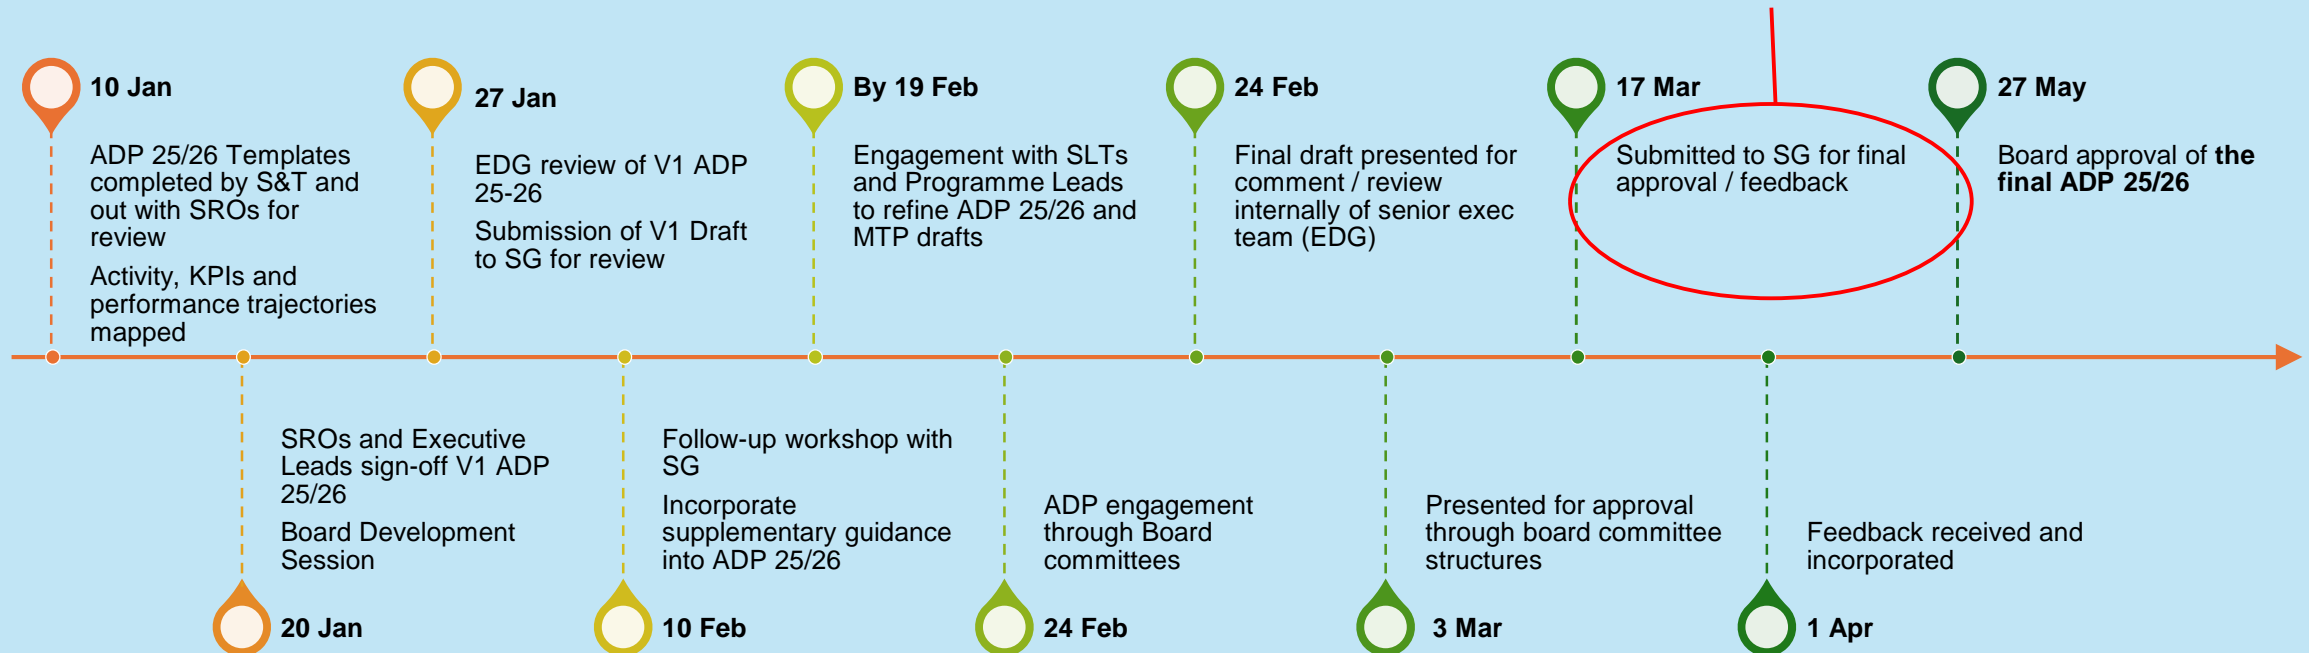 10 Jan
ADP 25/26 Templates
completed by S&T and
out with SROs for
review
Activity, KPIs and
performance trajectories
mapped
27 Jan
EDG review of V1 ADP
25-26
Submission of V1 Draft
to SG for review
By 19 Feb
Engagement with SLTs
and Programme Leads
to refine ADP 25/26 and
MTP drafts
24 Feb
Final draft presented for
comment / review
internally of senior exec
team (EDG)
17 Mar
Submitted to SG for final
approval / feedback
27 May
Board approval of the
final ADP 25/26
SROs and Executive
Leads sign-off V1 ADP
25/26
Board Development
Session
20 Jan
Follow-up workshop with
SG
Incorporate
supplementary guidance
into ADP 25/26
10 Feb
ADP engagement
through Board
committees
24 Feb
Presented for approval
through board committee
structures
3 Mar
Feedback received and
incorporated
1 Apr